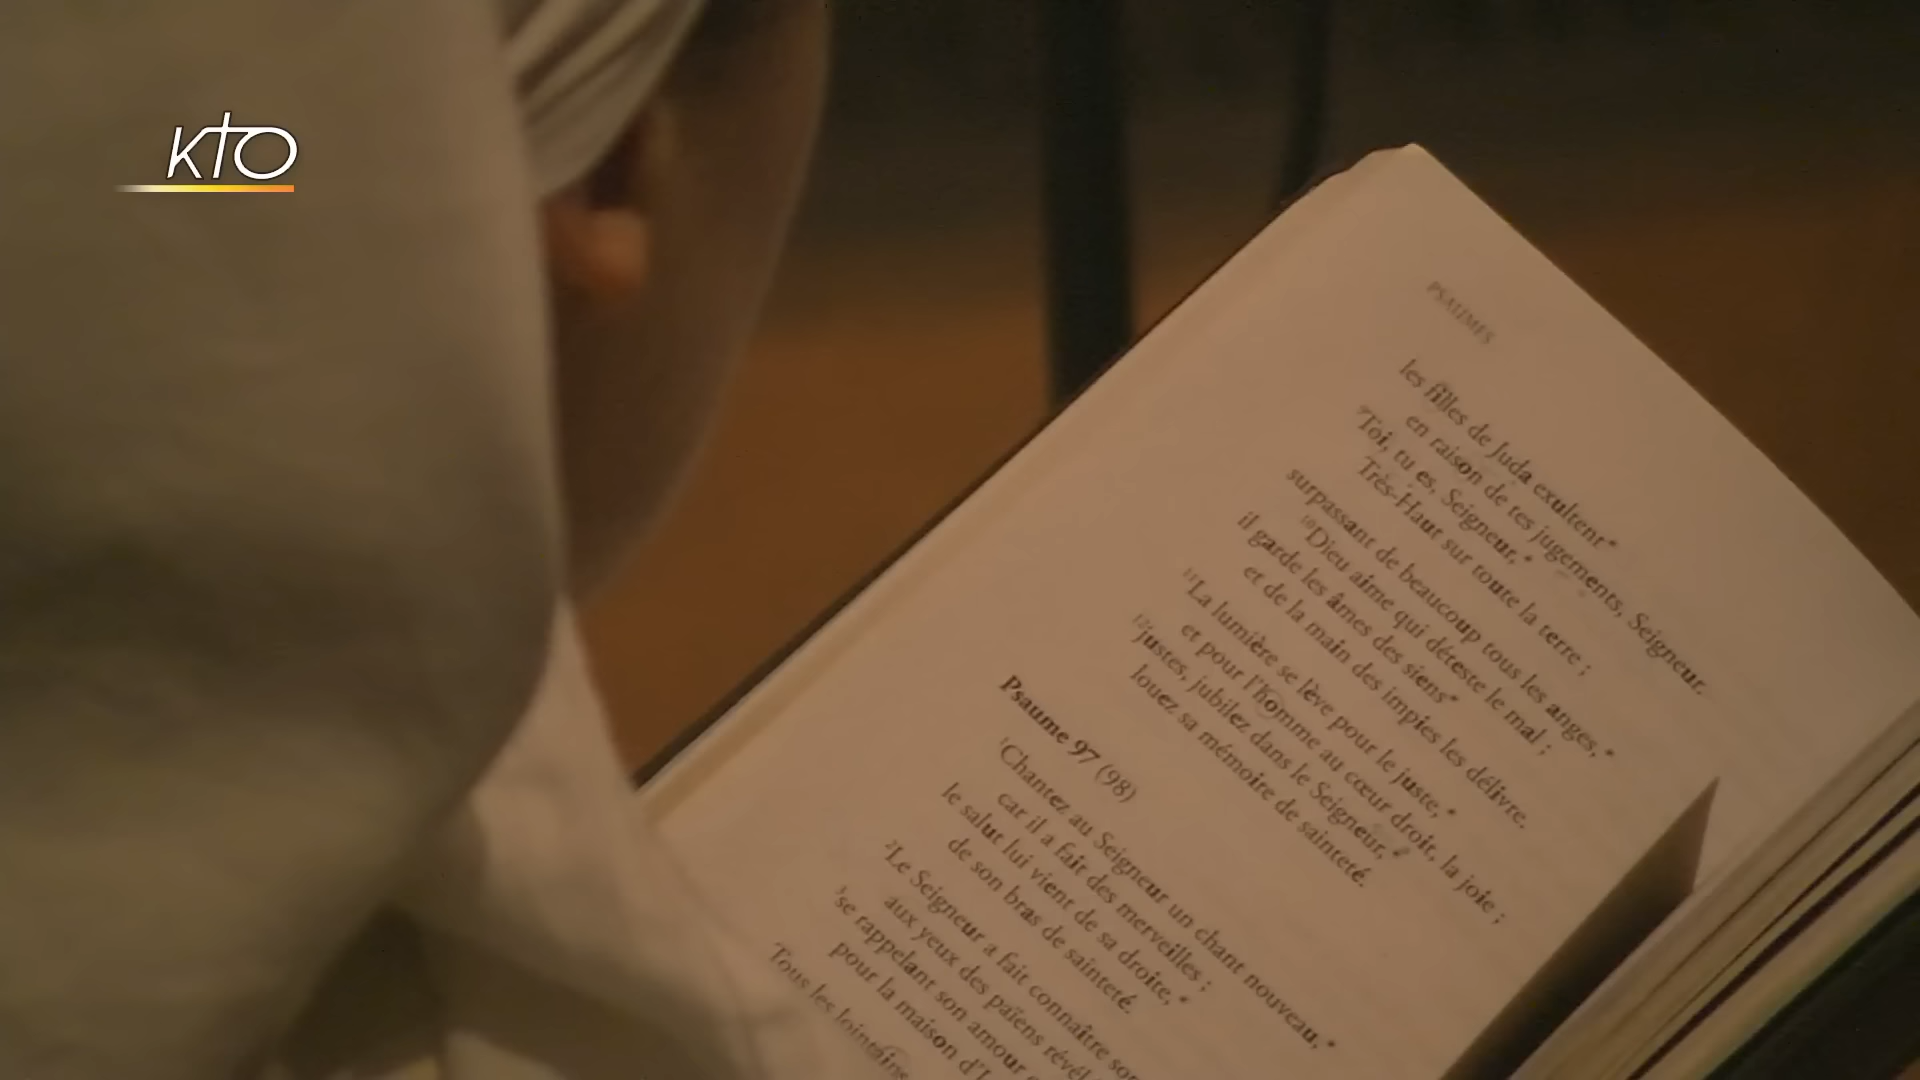 KTO
PSAUMES
les filles de Juda exultent*
en raison de tes jugements, Seigneur.
⁹Toi, tu es, Seigneur,*
Très-Haut sur toute la terre ;
surpassant de beaucoup tous les anges,*
¹⁰Dieu aime qui déteste le mal ;
il garde les âmes des siens*
et de la main des impies les délivre.
¹¹La lumière se lève pour le juste,*
et pour l'homme au cœur droit, la joie ;
¹²justes, jubilez dans le Seigneur,*
louez sa mémoire de sainteté.
Psaume 97 (98)
¹Chantez au Seigneur un chant nouveau,*
car il a fait des merveilles ;
le salut lui vient de sa droite,*
de son bras de sainteté.
²Le Seigneur a fait connaître son
aux yeux des païens révél
³se rappelant son amour
pour la maison d'I
Tous les lointains